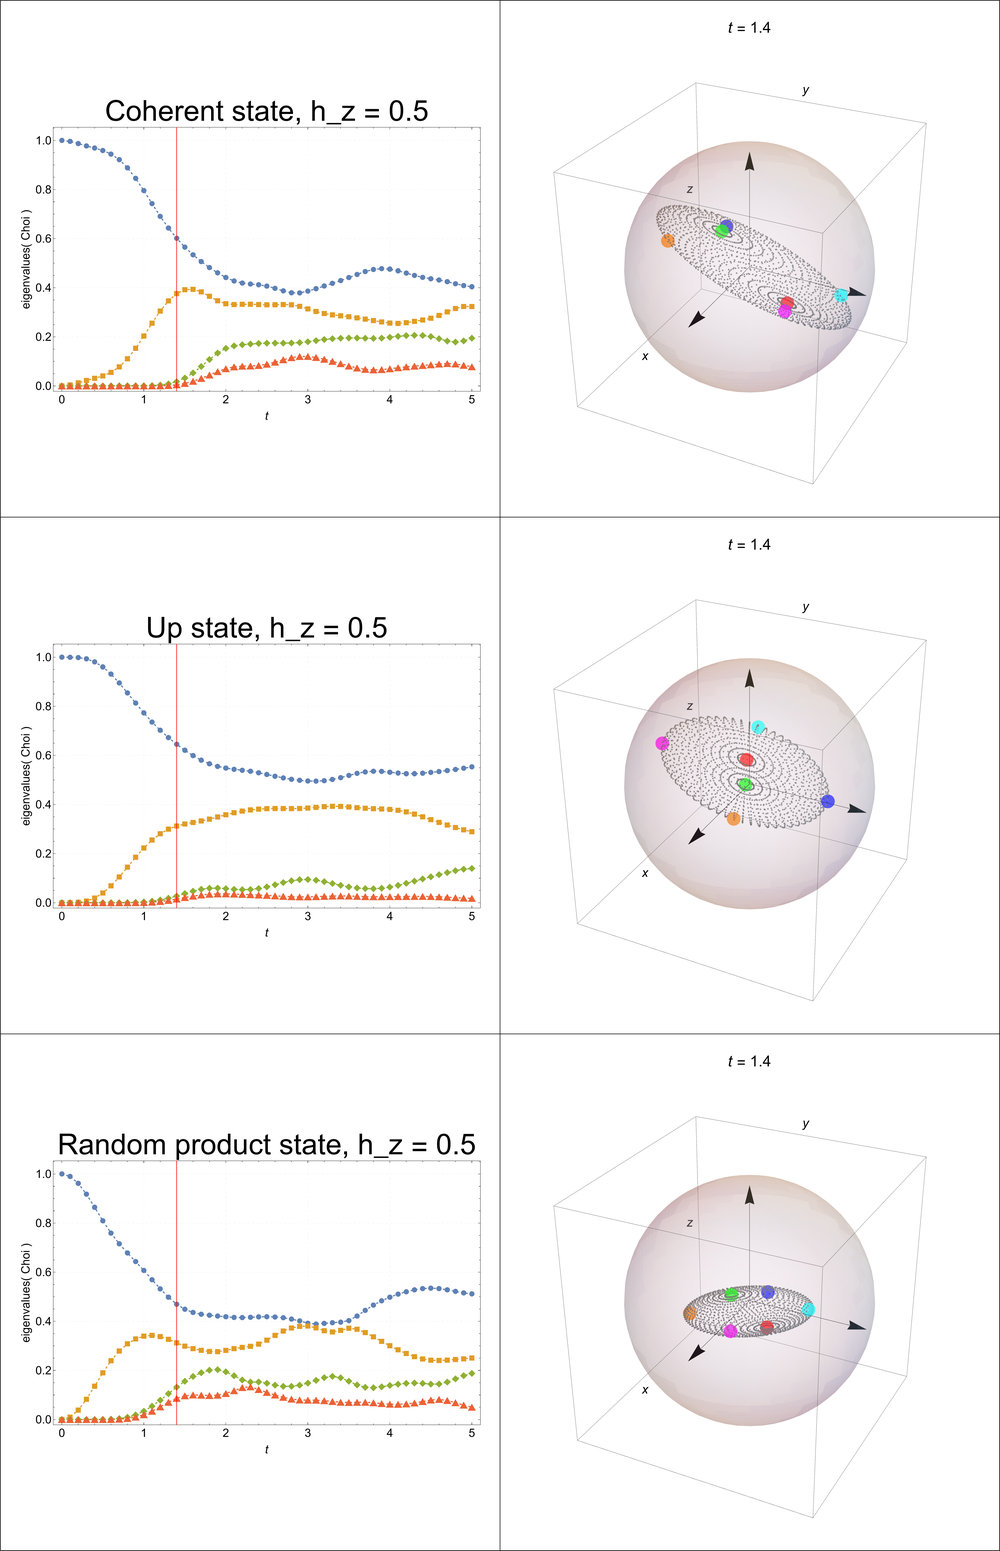 Coherent state, h_z = 0.5
eigenvalues( Choi )
1.0
0.8
0.6
0.4
0.2
0.0
0 1 2 3 4 5
t
t = 1.4
y
z
x
Up state, h_z = 0.5
eigenvalues( Choi )
1.0
0.8
0.6
0.4
0.2
0.0
0 1 2 3 4 5
t
t = 1.4
y
z
x
Random product state, h_z = 0.5
eigenvalues( Choi )
1.0
0.8
0.6
0.4
0.2
0.0
0 1 2 3 4 5
t
t = 1.4
y
z
x